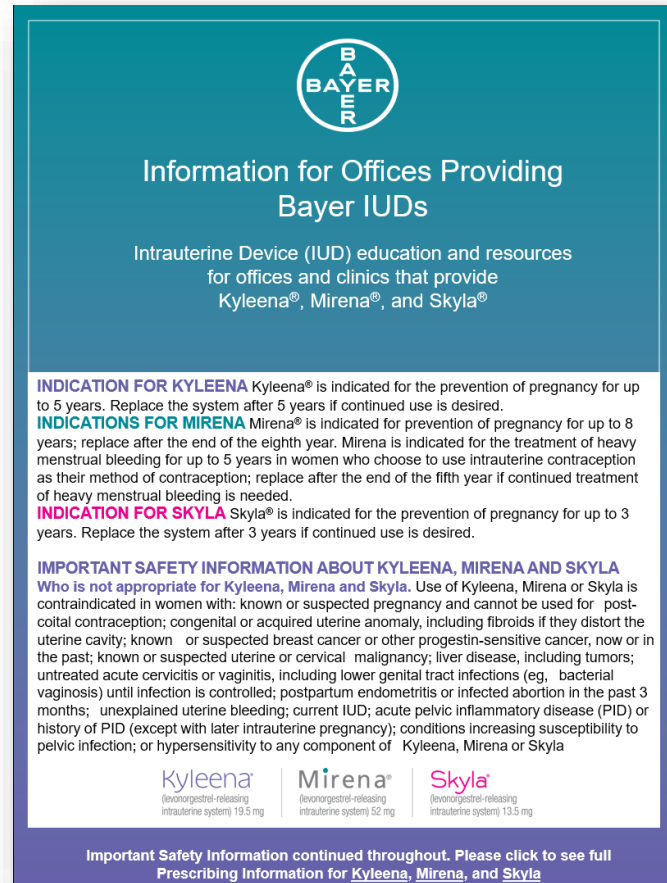 BAYER
BAYER
Information for Offices Providing
Bayer IUDs
Intrauterine Device (IUD) education and resources
for offices and clinics that provide
Kyleena®, Mirena®, and Skyla®
INDICATION FOR KYLEENA Kyleena® is indicated for the prevention of pregnancy for up
to 5 years. Replace the system after 5 years if continued use is desired.
INDICATIONS FOR MIRENA Mirena® is indicated for prevention of pregnancy for up to 8
years; replace after the end of the eighth year. Mirena is indicated for the treatment of heavy
menstrual bleeding for up to 5 years in women who choose to use intrauterine contraception
as their method of contraception; replace after the end of the fifth year if continued treatment
of heavy menstrual bleeding is needed.
INDICATION FOR SKYLA Skyla® is indicated for the prevention of pregnancy for up to 3
years. Replace the system after 3 years if continued use is desired.
IMPORTANT SAFETY INFORMATION ABOUT KYLEENA, MIRENA AND SKYLA
Who is not appropriate for Kyleena, Mirena and Skyla. Use of Kyleena, Mirena or Skyla is
contraindicated in women with: known or suspected pregnancy and cannot be used for post-
coital contraception; congenital or acquired uterine anomaly, including fibroids if they distort the
uterine cavity; known or suspected breast cancer or other progestin-sensitive cancer, now or in
the past; known or suspected uterine or cervical malignancy; liver disease, including tumors;
untreated acute cervicitis or vaginitis, including lower genital tract infections (eg, bacterial
vaginosis) until infection is controlled; postpartum endometritis or infected abortion in the past 3
months; unexplained uterine bleeding; current IUD; acute pelvic inflammatory disease (PID) or
history of PID (except with later intrauterine pregnancy); conditions increasing susceptibility to
pelvic infection; or hypersensitivity to any component of Kyleena, Mirena or Skyla
Kyleena®
(levonorgestrel-releasing
intrauterine system) 19.5 mg
Mirena®
(levonorgestrel-releasing
intrauterine system) 52 mg
Skyla®
(levonorgestrel-releasing
intrauterine system) 13.5 mg
Important Safety Information continued throughout. Please click to see full
Prescribing Information for Kyleena, Mirena, and Skyla